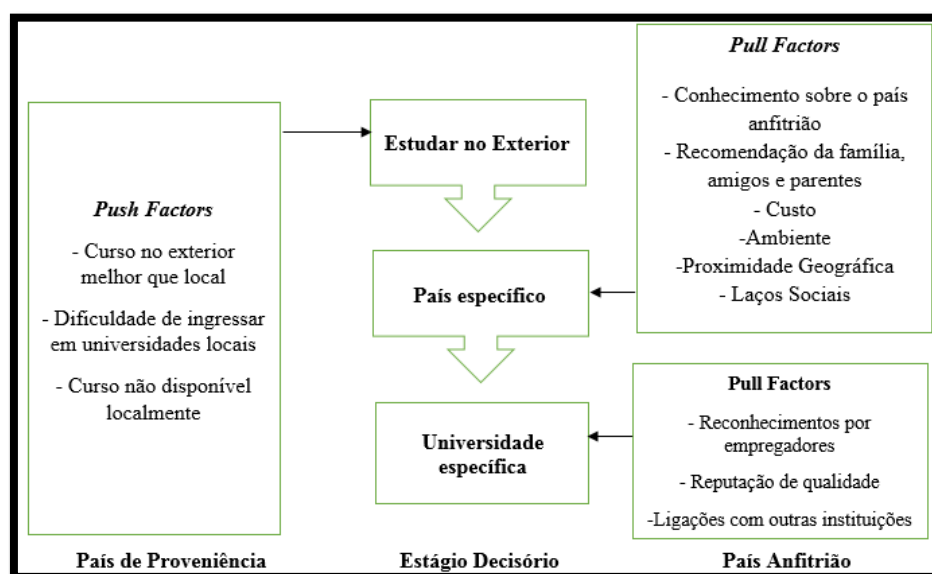 Push Factors
- Curso no exterior
melhor que local
- Dificuldade de ingressar
em universidades locais
- Curso não disponível
localmente
País de Proveniência
Estudar no Exterior
País específico
Universidade
específica
Estágio Decisório
Pull Factors
- Conhecimento sobre o país
anfitrião
- Recomendação da família,
amigos e parentes
- Custo
-Ambiente
-Proximidade Geográfica
- Laços Sociais
Pull Factors
- Reconhecimentos por
empregadores
- Reputação de qualidade
-Ligações com outras instituições
País Anfitrião